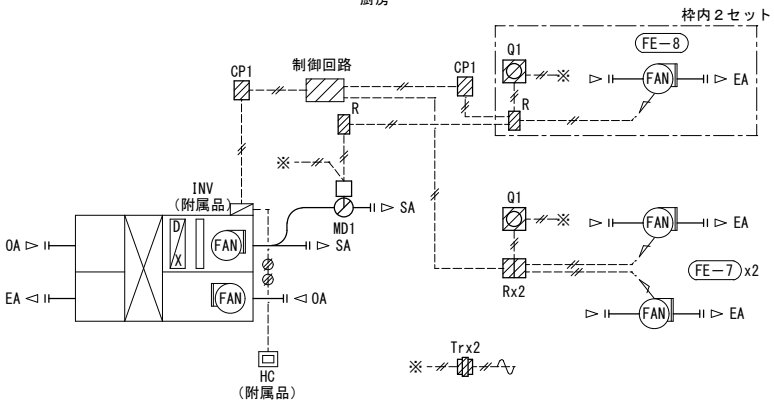 厨房
枠内２セット
FE－8
Q1
※
FAN
EA
R
CP1
制御回路
CP1
R
※
INV
(附属品)
MD1
SA
D
X
FAN
SA
OA
EA
FAN
OA
HC
(附属品)
Q1
※
Rx2
FAN
EA
FE－7
x2
FAN
EA
Trx2
※